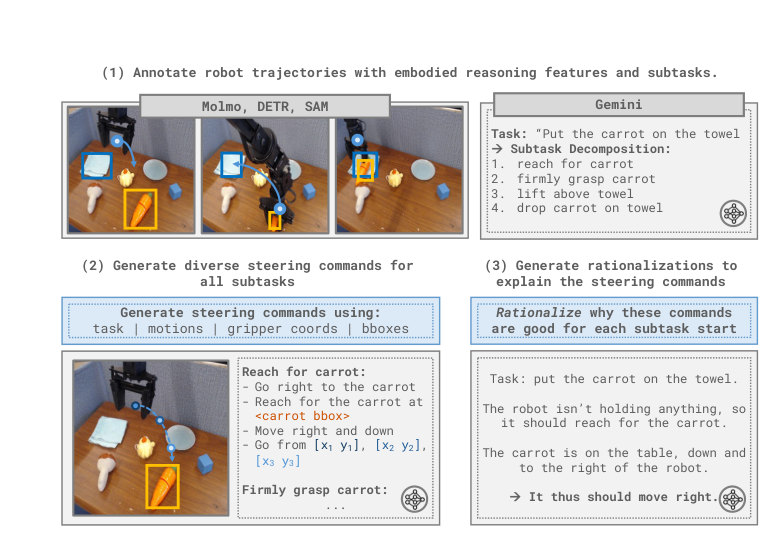 (1) Annotate robot trajectories with embodied reasoning features and subtasks.
Molmo, DETR, SAM
Gemini
Task: “Put the carrot on the towel
→ Subtask Decomposition:
1. reach for carrot
2. firmly grasp carrot
3. lift above towel
4. drop carrot on towel
(2) Generate diverse steering commands for
all subtasks
Generate steering commands using:
task | motions | gripper coords | bboxes
Reach for carrot:
- Go right to the carrot
- Reach for the carrot at
<carrot bbox>
- Move right and down
- Go from [x₁ y₁], [x₂ y₂],
[x₃ y₃]
Firmly grasp carrot:
...
(3) Generate rationalizations to
explain the steering commands
Rationalize why these commands
are good for each subtask start
Task: put the carrot on the towel.
The robot isn’t holding anything, so
it should reach for the carrot.
The carrot is on the table, down and
to the right of the robot.
→ It thus should move right.